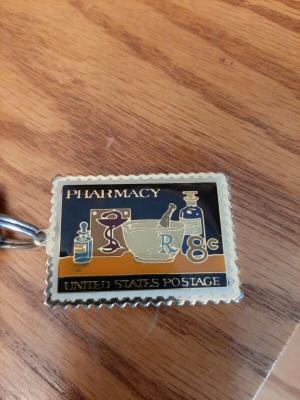 PHARMACY
R
8c
UNITED STATES POSTAGE